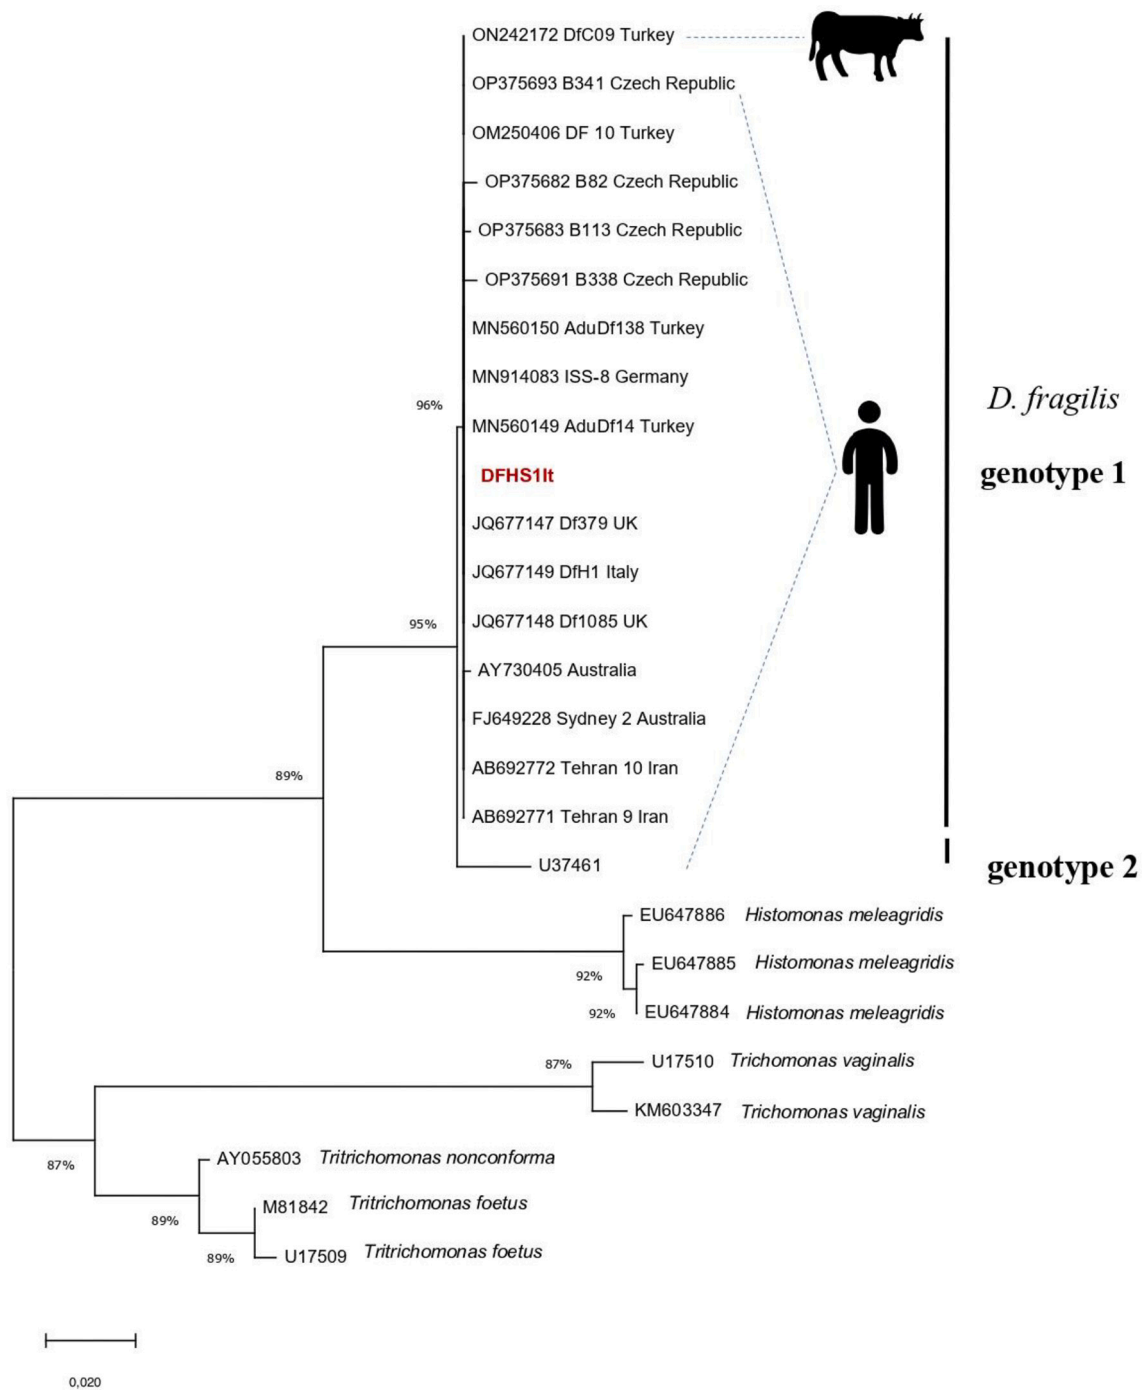 ON242172 DfC09 Turkey
OP375693 B341 Czech Republic
OM250406 DF 10 Turkey
OP375682 B82 Czech Republic
OP375683 B113 Czech Republic
OP375691 B338 Czech Republic
MN560150 AduDf138 Turkey
MN914083 ISS-8 Germany
D. fragilis
96%
MN560149 AduDf14 Turkey
DFHS1It
genotype 1
JQ677147 Df379 UK
JQ677149 DfH1 Italy
95%
JQ677148 Df1085 UK
AY730405 Australia
FJ649228 Sydney 2 Australia
89%
AB692772 Tehran 10 Iran
AB692771 Tehran 9 Iran
U37461
genotype 2
EU647886 Histomonas meleagridis
EU647885 Histomonas meleagridis
92%
EU647884 Histomonas meleagridis
92%
87%
U17510 Trichomonas vaginalis
KM603347 Trichomonas vaginalis
AY055803 Tritrichomonas nonconforma
87%
M81842 Tritrichomonas foetus
89%
U17509 Tritrichomonas foetus
89%
0,020